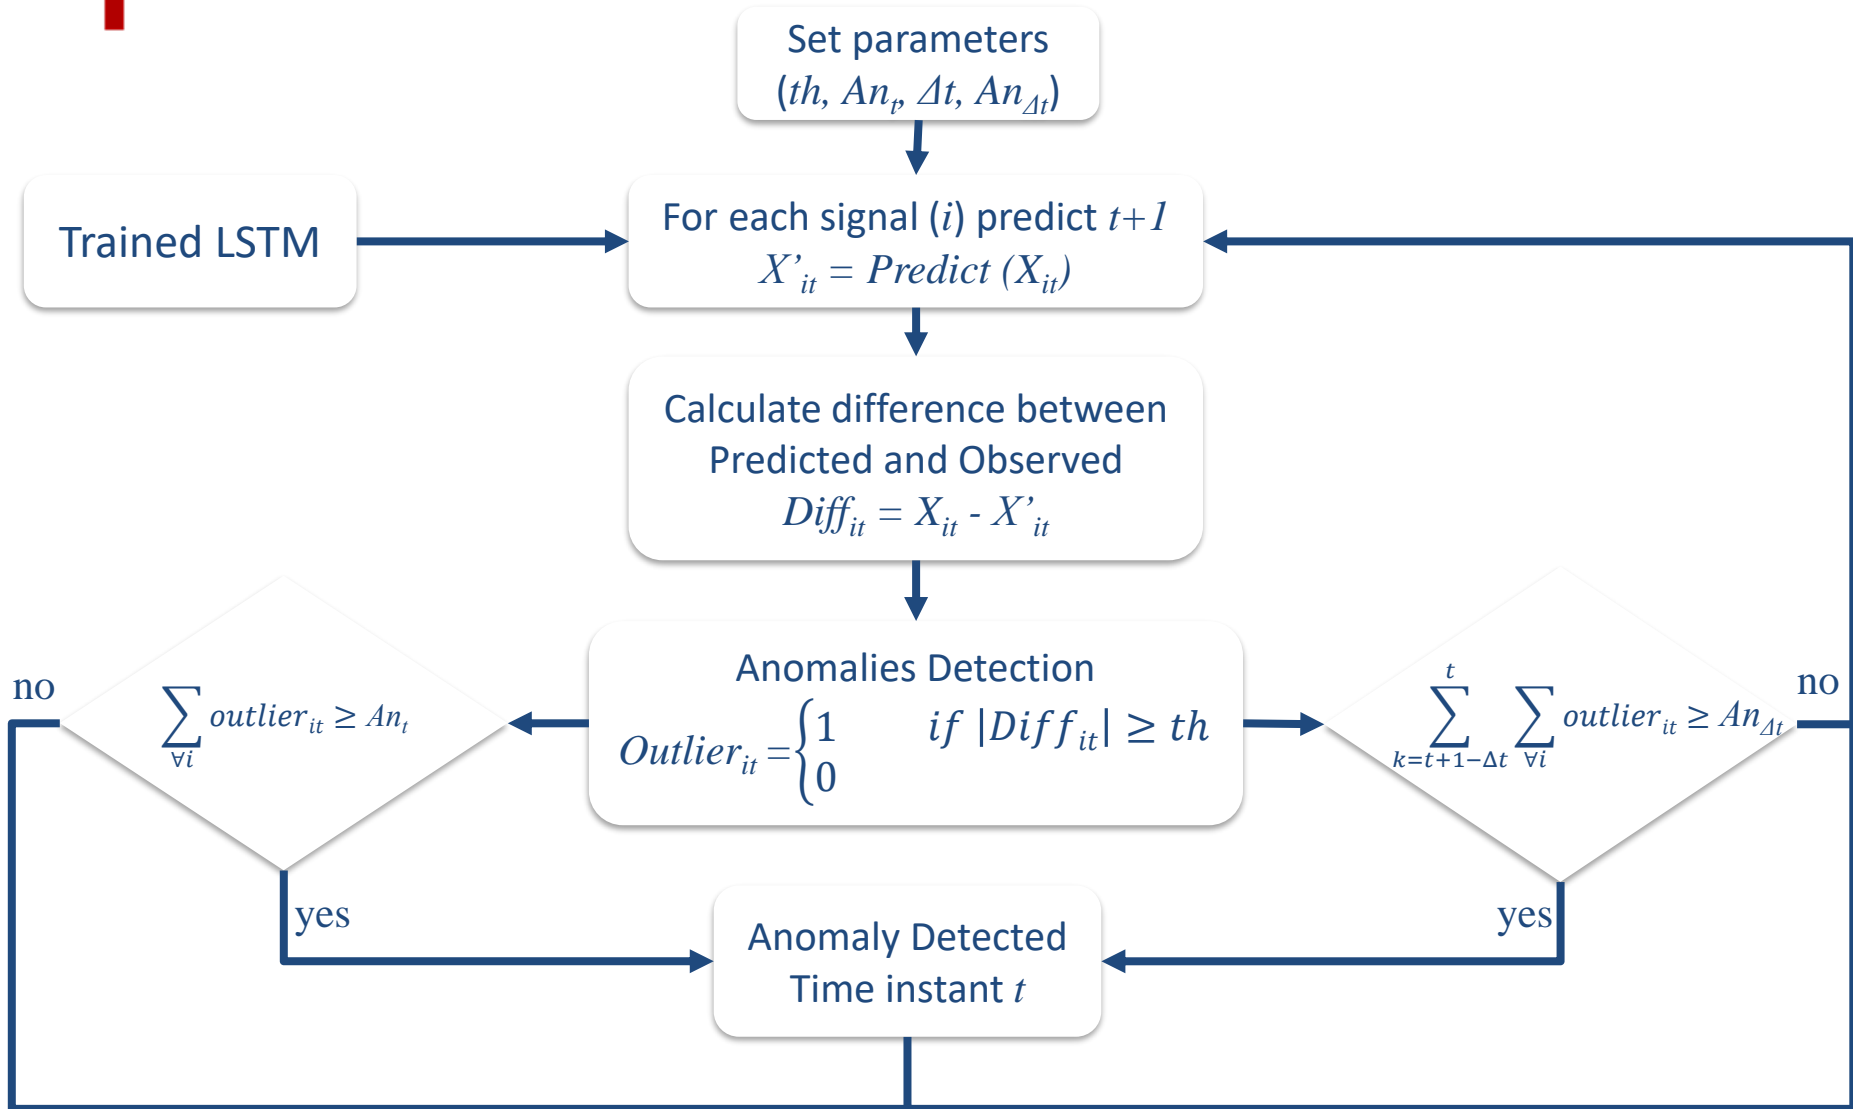 Set parameters
(th, Anₜ, Δt, An_Δt)
Trained LSTM
For each signal (i) predict t+1
X’_it = Predict (X_it)
Calculate difference between
Predicted and Observed
Diff_it = X_it - X’_it
Anomalies Detection
Outlier_it = {1 if |Diff_it| ≥ th
0
no
∑_∀i outlier_it ≥ An_t
yes
t
∑_k=t+1−Δt ∑_∀i outlier_it ≥ An_Δt
no
yes
Anomaly Detected
Time instant t